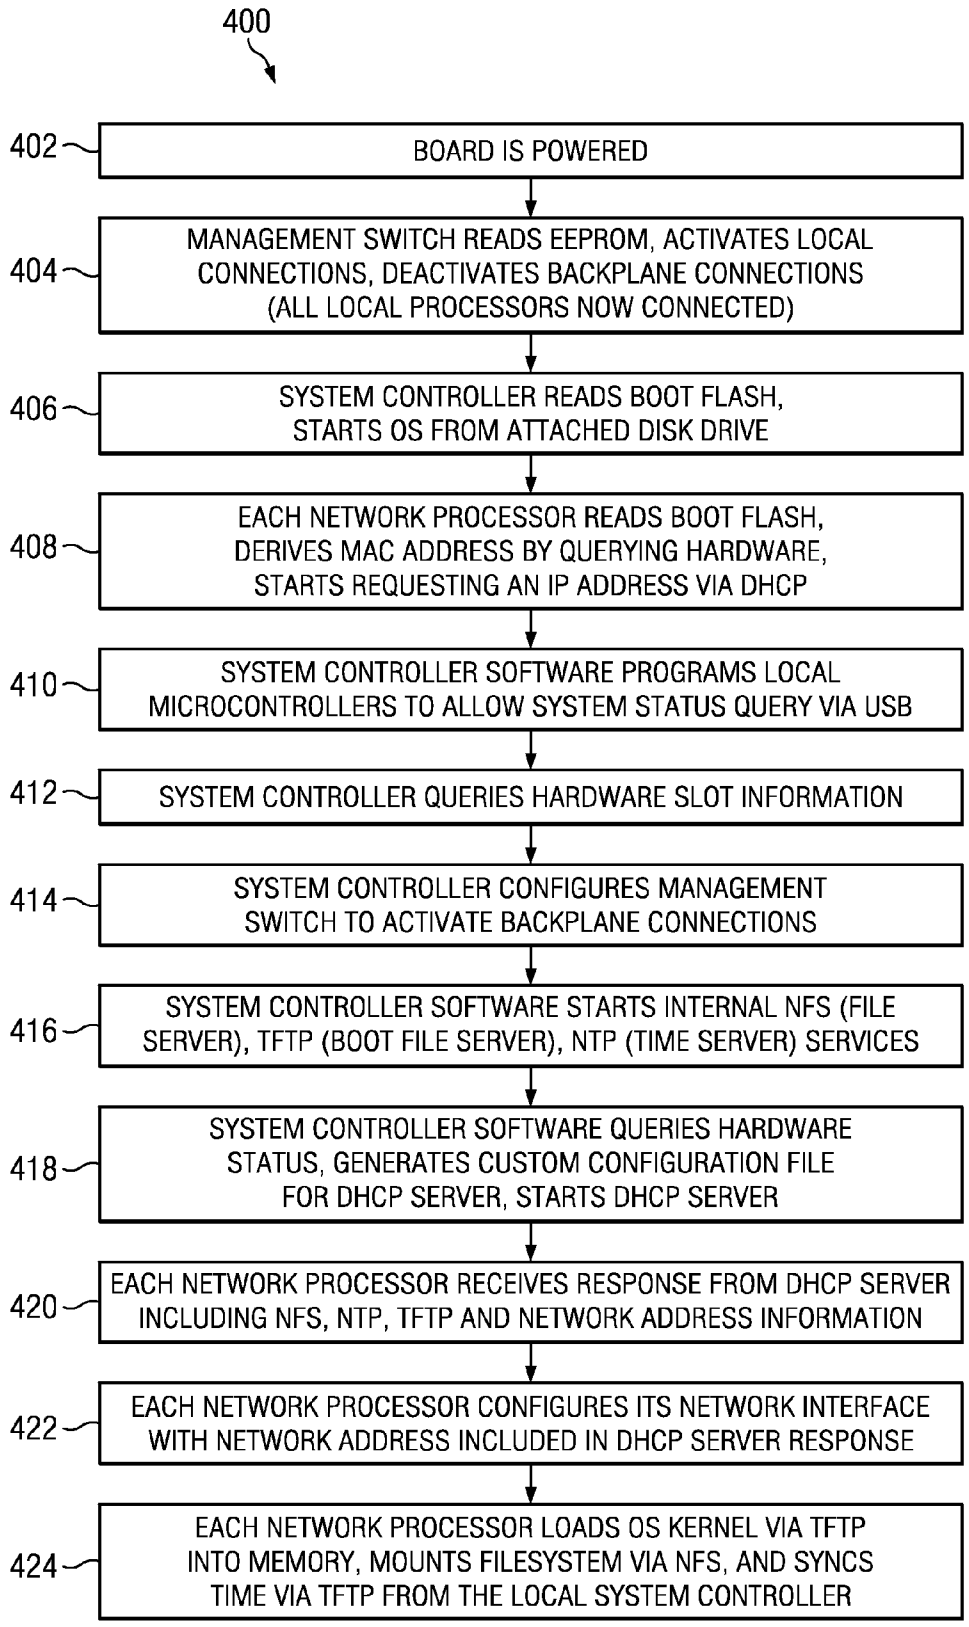 400
402
BOARD IS POWERED
404
MANAGEMENT SWITCH READS EEPROM, ACTIVATES LOCAL
CONNECTIONS, DEACTIVATES BACKPLANE CONNECTIONS
(ALL LOCAL PROCESSORS NOW CONNECTED)
406
SYSTEM CONTROLLER READS BOOT FLASH,
STARTS OS FROM ATTACHED DISK DRIVE
408
EACH NETWORK PROCESSOR READS BOOT FLASH,
DERIVES MAC ADDRESS BY QUERYING HARDWARE,
STARTS REQUESTING AN IP ADDRESS VIA DHCP
410
SYSTEM CONTROLLER SOFTWARE PROGRAMS LOCAL
MICROCONTROLLERS TO ALLOW SYSTEM STATUS QUERY VIA USB
412
SYSTEM CONTROLLER QUERIES HARDWARE SLOT INFORMATION
414
SYSTEM CONTROLLER CONFIGURES MANAGEMENT
SWITCH TO ACTIVATE BACKPLANE CONNECTIONS
416
SYSTEM CONTROLLER SOFTWARE STARTS INTERNAL NFS (FILE
SERVER), TFTP (BOOT FILE SERVER), NTP (TIME SERVER) SERVICES
418
SYSTEM CONTROLLER SOFTWARE QUERIES HARDWARE
STATUS, GENERATES CUSTOM CONFIGURATION FILE
FOR DHCP SERVER, STARTS DHCP SERVER
420
EACH NETWORK PROCESSOR RECEIVES RESPONSE FROM DHCP SERVER
INCLUDING NFS, NTP, TFTP AND NETWORK ADDRESS INFORMATION
422
EACH NETWORK PROCESSOR CONFIGURES ITS NETWORK INTERFACE
WITH NETWORK ADDRESS INCLUDED IN DHCP SERVER RESPONSE
424
EACH NETWORK PROCESSOR LOADS OS KERNEL VIA TFTP
INTO MEMORY, MOUNTS FILESYSTEM VIA NFS, AND SYNCS
TIME VIA TFTP FROM THE LOCAL SYSTEM CONTROLLER